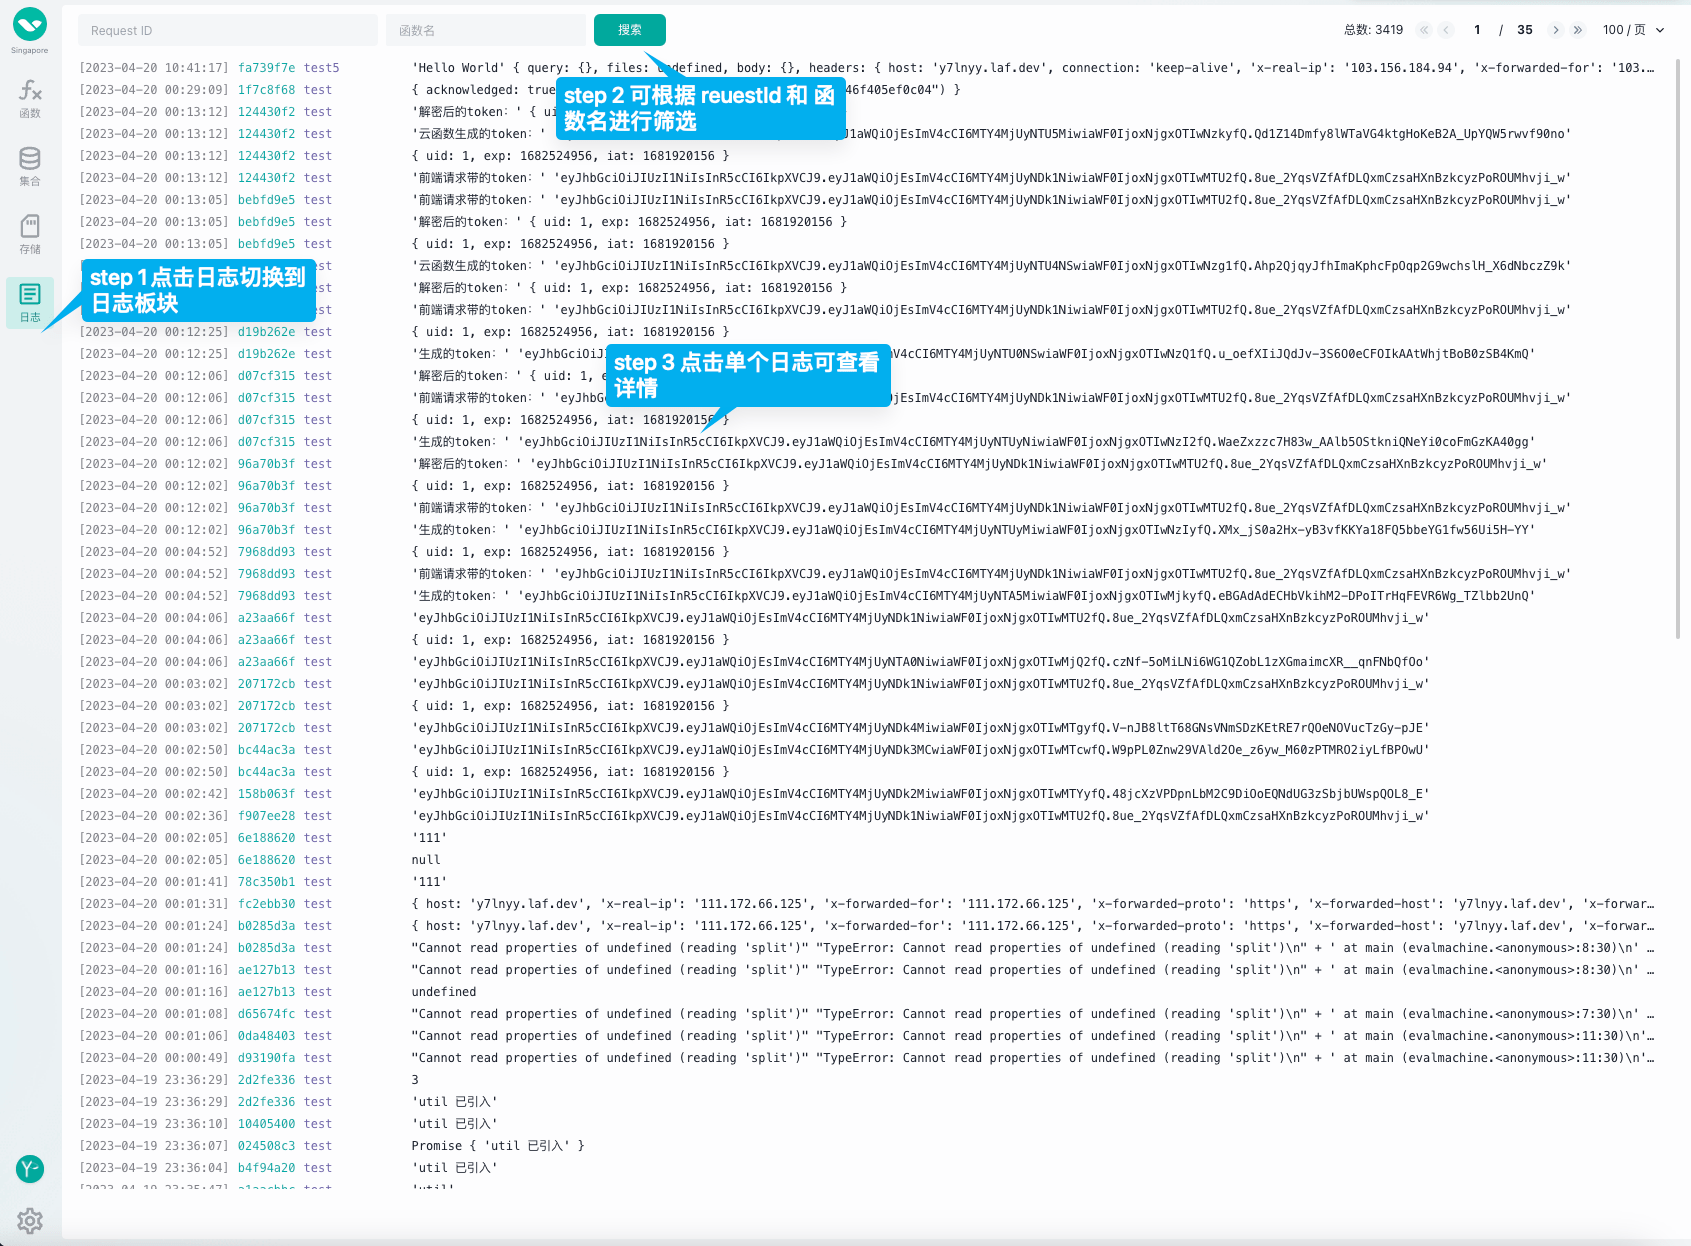 Singapore
函数
集合
存储
日志
Request ID
函数名
搜索
总数: 3419
1 / 35
100 / 页
step 1点击日志切换到
日志板块
step 2 可根据 reuestId 和 函
数名进行筛选
step 3 点击单个日志可查看
详情
[2023-04-20 10:41:17] fa739f7e test5 'Hello World' { query: {}, files: undefined, body: {}, headers: { host: 'y7lnyy.laf.dev', connection: 'keep-alive', 'x-real-ip': '103.156.184.94', 'x-forwarded-for': '103.…
[2023-04-20 00:29:09] 1f7c8f68 test { acknowledged: true 46f405ef0c04") }
[2023-04-20 00:13:12] 124430f2 test '解密后的token: ' { ui
[2023-04-20 00:13:12] 124430f2 test '云函数生成的token: '
[2023-04-20 00:13:12] 124430f2 test { uid: 1, exp: 1682524956, iat: 1681920156 }
[2023-04-20 00:13:12] 124430f2 test '前端请求带的token: ' 'eyJhbGciOiJIUzI1NiIsInR5cCI6IkpXVCJ9.eyJ1aWQiOjEsImV4cCI6MTY4MjUyNDk1NiwiaWF0IjoxNjgxOTIwMTU2fQ.8ue_2YqsVZfAfDLQxmCzsaHXnBzkcyzPoROUMhvji_w'
[2023-04-20 00:13:05] bebfd9e5 test '前端请求带的token: ' 'eyJhbGciOiJIUzI1NiIsInR5cCI6IkpXVCJ9.eyJ1aWQiOjEsImV4cCI6MTY4MjUyNDk1NiwiaWF0IjoxNjgxOTIwMTU2fQ.8ue_2YqsVZfAfDLQxmCzsaHXnBzkcyzPoROUMhvji_w'
[2023-04-20 00:13:05] bebfd9e5 test '解密后的token: ' { uid: 1, exp: 1682524956, iat: 1681920156 }
[2023-04-20 00:13:05] bebfd9e5 test { uid: 1, exp: 1682524956, iat: 1681920156 }
st '云函数生成的token: ' 'eyJhbGciOiJIUzI1NiIsInR5cCI6IkpXVCJ9.eyJ1aWQiOjEsImV4cCI6MTY4MjUyNTU4NSwiaWF0IjoxNjgxOTIwNzg1fQ.Ahp2QjqyJfhImaKphcFpOqp2G9wchslH_X6dNbczZ9k'
st '解密后的token: ' { uid: 1, exp: 1682524956, iat: 1681920156 }
st '前端请求带的token: ' 'eyJhbGciOiJIUzI1NiIsInR5cCI6IkpXVCJ9.eyJ1aWQiOjEsImV4cCI6MTY4MjUyNDk1NiwiaWF0IjoxNjgxOTIwMTU2fQ.8ue_2YqsVZfAfDLQxmCzsaHXnBzkcyzPoROUMhvji_w'
[2023-04-20 00:12:25] d19b262e test { uid: 1, exp: 1682524956, iat: 1681920156 }
[2023-04-20 00:12:25] d19b262e test '生成的token: ' 'eyJhbGciOiJ V4cCI6MTY4MjUyNTU0NSwiaWF0IjoxNjgxOTIwNzQ1fQ.u_oefXIiJQdJv-3S6O0eCFOIkAAtWhjtBoB0zSB4KmQ'
[2023-04-20 00:12:06] d07cf315 test '解密后的token: ' { uid: 1, e
[2023-04-20 00:12:06] d07cf315 test '前端请求带的token: ' 'eyJhbG jEsImV4cCI6MTY4MjUyNDk1NiwiaWF0IjoxNjgxOTIwMTU2fQ.8ue_2YqsVZfAfDLQxmCzsaHXnBzkcyzPoROUMhvji_w'
[2023-04-20 00:12:06] d07cf315 test { uid: 1, exp: 1682524956, iat: 1681920156 }
[2023-04-20 00:12:06] d07cf315 test '生成的token: ' 'eyJhbGciOiJIUzI1NiIsInR5cCI6IkpXVCJ9.eyJ1aWQiOjEsImV4cCI6MTY4MjUyNTUyNiwiaWF0IjoxNjgxOTIwNzI2fQ.WaeZxzzc7H83w_AAlb5OStkniQNeYi0coFmGzKA40gg'
[2023-04-20 00:12:02] 96a70b3f test '解密后的token: ' 'eyJhbGciOiJIUzI1NiIsInR5cCI6IkpXVCJ9.eyJ1aWQiOjEsImV4cCI6MTY4MjUyNDk1NiwiaWF0IjoxNjgxOTIwMTU2fQ.8ue_2YqsVZfAfDLQxmCzsaHXnBzkcyzPoROUMhvji_w'
[2023-04-20 00:12:02] 96a70b3f test { uid: 1, exp: 1682524956, iat: 1681920156 }
[2023-04-20 00:12:02] 96a70b3f test '前端请求带的token: ' 'eyJhbGciOiJIUzI1NiIsInR5cCI6IkpXVCJ9.eyJ1aWQiOjEsImV4cCI6MTY4MjUyNDk1NiwiaWF0IjoxNjgxOTIwMTU2fQ.8ue_2YqsVZfAfDLQxmCzsaHXnBzkcyzPoROUMhvji_w'
[2023-04-20 00:12:02] 96a70b3f test '生成的token: ' 'eyJhbGciOiJIUzI1NiIsInR5cCI6IkpXVCJ9.eyJ1aWQiOjEsImV4cCI6MTY4MjUyNTUyMiwiaWF0IjoxNjgxOTIwNzIyfQ.XMx_jS0a2Hx-yB3vfKKYa18FQ5bbeYG1fw56Ui5H-YY'
[2023-04-20 00:04:52] 7968dd93 test { uid: 1, exp: 1682524956, iat: 1681920156 }
[2023-04-20 00:04:52] 7968dd93 test '前端请求带的token: ' 'eyJhbGciOiJIUzI1NiIsInR5cCI6IkpXVCJ9.eyJ1aWQiOjEsImV4cCI6MTY4MjUyNDk1NiwiaWF0IjoxNjgxOTIwMTU2fQ.8ue_2YqsVZfAfDLQxmCzsaHXnBzkcyzPoROUMhvji_w'
[2023-04-20 00:04:52] 7968dd93 test '生成的token: ' 'eyJhbGciOiJIUzI1NiIsInR5cCI6IkpXVCJ9.eyJ1aWQiOjEsImV4cCI6MTY4MjUyNTA5MiwiaWF0IjoxNjgxOTIwMjkyfQ.eBGAdAdECHbVkihM2-DPoITrHqFEVR6Wg_TZlbb2UnQ'
[2023-04-20 00:04:06] a23aa66f test 'eyJhbGciOiJIUzI1NiIsInR5cCI6IkpXVCJ9.eyJ1aWQiOjEsImV4cCI6MTY4MjUyNDk1NiwiaWF0IjoxNjgxOTIwMTU2fQ.8ue_2YqsVZfAfDLQxmCzsaHXnBzkcyzPoROUMhvji_w'
[2023-04-20 00:04:06] a23aa66f test { uid: 1, exp: 1682524956, iat: 1681920156 }
[2023-04-20 00:04:06] a23aa66f test 'eyJhbGciOiJIUzI1NiIsInR5cCI6IkpXVCJ9.eyJ1aWQiOjEsImV4cCI6MTY4MjUyNTA0NiwiaWF0IjoxNjgxOTIwMjQ2fQ.czNf-5oMiLNi6WG1QZobL1zXGmaimcXR__qnFNbQfOo'
[2023-04-20 00:03:02] 207172cb test 'eyJhbGciOiJIUzI1NiIsInR5cCI6IkpXVCJ9.eyJ1aWQiOjEsImV4cCI6MTY4MjUyNDk1NiwiaWF0IjoxNjgxOTIwMTU2fQ.8ue_2YqsVZfAfDLQxmCzsaHXnBzkcyzPoROUMhvji_w'
[2023-04-20 00:03:02] 207172cb test { uid: 1, exp: 1682524956, iat: 1681920156 }
[2023-04-20 00:03:02] 207172cb test 'eyJhbGciOiJIUzI1NiIsInR5cCI6IkpXVCJ9.eyJ1aWQiOjEsImV4cCI6MTY4MjUyNDk4MiwiaWF0IjoxNjgxOTIwMTgyfQ.V-nJB8ltT68GNsVNmSDzKEtRE7rQOeNOVucTzGy-pJE'
[2023-04-20 00:02:50] bc44ac3a test 'eyJhbGciOiJIUzI1NiIsInR5cCI6IkpXVCJ9.eyJ1aWQiOjEsImV4cCI6MTY4MjUyNDk3MCwiaWF0IjoxNjgxOTIwMTcwfQ.W9pPL0Znw29VAld2Oe_z6yw_M60zPTMRO2iyLfBPOwU'
[2023-04-20 00:02:50] bc44ac3a test { uid: 1, exp: 1682524956, iat: 1681920156 }
[2023-04-20 00:02:42] 158b063f test 'eyJhbGciOiJIUzI1NiIsInR5cCI6IkpXVCJ9.eyJ1aWQiOjEsImV4cCI6MTY4MjUyNDk2MiwiaWF0IjoxNjgxOTIwMTYyfQ.48jcXzVPDpnLbM2C9DiOoEQNdUG3zSbjbUWspQOL8_E'
[2023-04-20 00:02:36] f907ee28 test 'eyJhbGciOiJIUzI1NiIsInR5cCI6IkpXVCJ9.eyJ1aWQiOjEsImV4cCI6MTY4MjUyNDk1NiwiaWF0IjoxNjgxOTIwMTU2fQ.8ue_2YqsVZfAfDLQxmCzsaHXnBzkcyzPoROUMhvji_w'
[2023-04-20 00:02:05] 6e188620 test '111'
[2023-04-20 00:02:05] 6e188620 test null
[2023-04-20 00:01:41] 78c350b1 test '111'
[2023-04-20 00:01:31] fc2ebb30 test { host: 'y7lnyy.laf.dev', 'x-real-ip': '111.172.66.125', 'x-forwarded-for': '111.172.66.125', 'x-forwarded-proto': 'https', 'x-forwarded-host': 'y7lnyy.laf.dev', 'x-forwar…
[2023-04-20 00:01:24] b0285d3a test { host: 'y7lnyy.laf.dev', 'x-real-ip': '111.172.66.125', 'x-forwarded-for': '111.172.66.125', 'x-forwarded-proto': 'https', 'x-forwarded-host': 'y7lnyy.laf.dev', 'x-forwar…
[2023-04-20 00:01:24] b0285d3a test "Cannot read properties of undefined (reading 'split')" "TypeError: Cannot read properties of undefined (reading 'split')\n" + ' at main (evalmachine.<anonymous>:8:30)\n' …
[2023-04-20 00:01:16] ae127b13 test "Cannot read properties of undefined (reading 'split')" "TypeError: Cannot read properties of undefined (reading 'split')\n" + ' at main (evalmachine.<anonymous>:8:30)\n' …
[2023-04-20 00:01:16] ae127b13 test undefined
[2023-04-20 00:01:08] d65674fc test "Cannot read properties of undefined (reading 'split')" "TypeError: Cannot read properties of undefined (reading 'split')\n" + ' at main (evalmachine.<anonymous>:7:30)\n' …
[2023-04-20 00:01:06] 0da48403 test "Cannot read properties of undefined (reading 'split')" "TypeError: Cannot read properties of undefined (reading 'split')\n" + ' at main (evalmachine.<anonymous>:11:30)\n'…
[2023-04-20 00:00:49] d93190fa test "Cannot read properties of undefined (reading 'split')" "TypeError: Cannot read properties of undefined (reading 'split')\n" + ' at main (evalmachine.<anonymous>:11:30)\n'…
[2023-04-19 23:36:29] 2d2fe336 test 3
[2023-04-19 23:36:29] 2d2fe336 test 'util 已引入'
[2023-04-19 23:36:10] 10405400 test 'util 已引入'
[2023-04-19 23:36:07] 024508c3 test Promise { 'util 已引入' }
[2023-04-19 23:36:04] b4f94a20 test 'util 已引入'